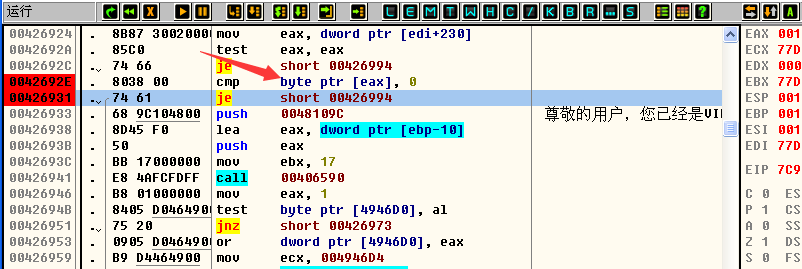 运行 L E M T W H C / K B R ... S ?
00426924 . 8B87 30020000 mov eax, dword ptr [edi+230] EAX 001
0042692A . 85C0 test eax, eax ECX 77D
0042692C . 74 66 je short 00426994 EDX 000
0042692E . 8038 00 cmp byte ptr [eax], 0 EBX 77D
00426931 . 74 61 je short 00426994 ESP 001
00426933 . 68 9C104800 push 0048109C 尊敬的用户，您已经是VI EBP 001
00426938 . 8D45 F0 lea eax, dword ptr [ebp-10] ESI 001
0042693B . 50 push eax EDI 77D
0042693C . BB 17000000 mov ebx, 17
00426941 . E8 4AFCFDFF call 00406590 EIP 7C9
00426946 . B8 01000000 mov eax, 1 C 0 ES
0042694B . 8405 D0464900 test byte ptr [4946D0], al P 1 CS
00426951 . 75 20 jnz short 00426973 A 0 SS
00426953 . 0905 D0464900 or dword ptr [4946D0], eax Z 1 DS
00426959 . B9 D4464900 mov ecx, 004946D4 S 0 FS